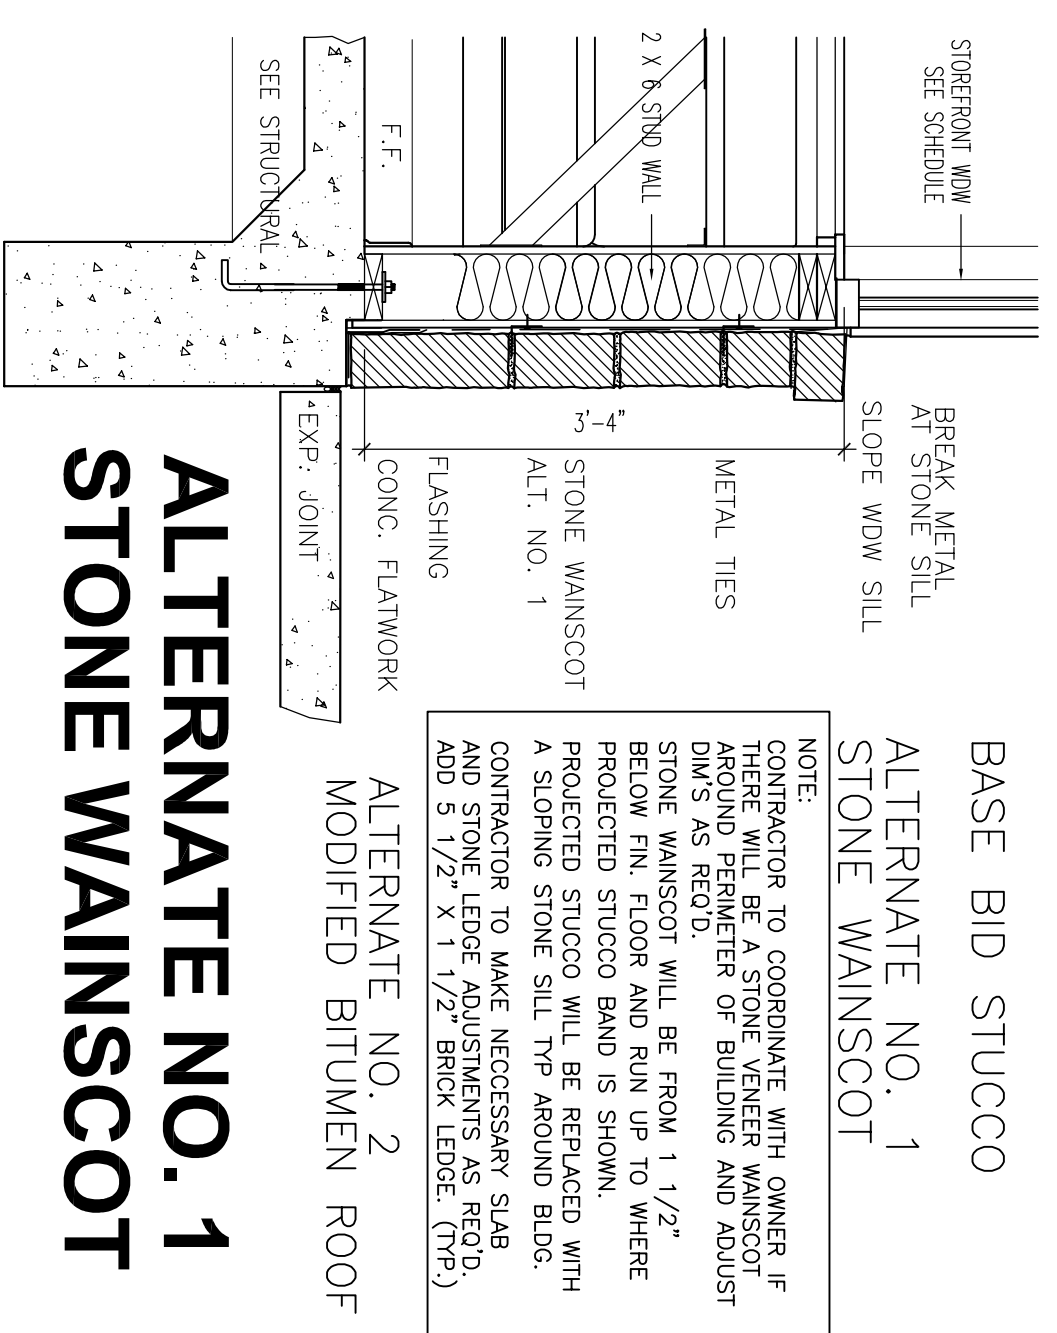 STOREFRONT WDW
SEE SCHEDULE
2 X 6 STUD WALL
F.F.
SEE STRUCTURAL
BREAK METAL
AT STONE SILL
SLOPE WDW SILL
3'-4"
METAL TIES
STONE WAINSCOT
ALT. NO. 1
FLASHING
CONC. FLATWORK
EXP. JOINT
BASE BID STUCCO
ALTERNATE NO. 1
STONE WAINSCOT
NOTE:
CONTRACTOR TO COORDINATE WITH OWNER IF
THERE WILL BE A STONE VENEER WAINSCOT
AROUND PERIMETER OF BUILDING AND ADJUST
DIM'S AS REQ'D.
STONE WAINSCOT WILL BE FROM 1 1/2"
BELOW FIN. FLOOR AND RUN UP TO WHERE
PROJECTED STUCCO BAND IS SHOWN.
PROJECTED STUCCO WILL BE REPLACED WITH
A SLOPING STONE SILL TYP AROUND BLDG.
CONTRACTOR TO MAKE NECCESSARY SLAB
AND STONE LEDGE ADJUSTMENTS AS REQ'D.
ADD 5 1/2" X 1 1/2" BRICK LEDGE. (TYP.)
ALTERNATE NO. 2
MODIFIED BITUMEN ROOF
ALTERNATE NO. 1
STONE WAINSCOT